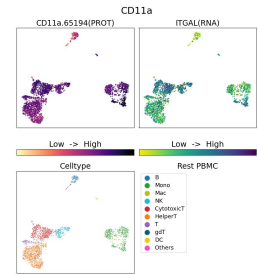 CD11a
CD11a.65194(PROT)
ITGAL(RNA)
Low -> High
Low -> High
Celltype
Rest PBMC
B
Mono
Mac
NK
CytotoxicT
HelperT
T
gdT
DC
Others